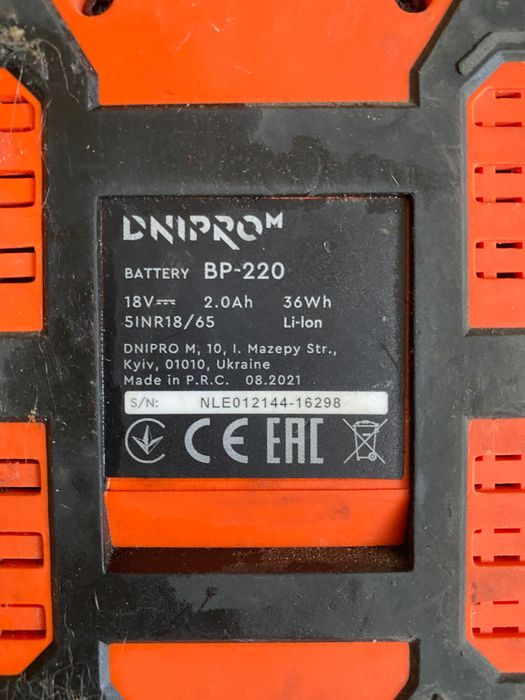 DNIPROM
BATTERY BP-220
18V⎓ 2.0Ah 36Wh
5INR18/65 Li-Ion
DNIPRO M, 10, I. Mazepy Str.,
Kyiv, 01010, Ukraine
Made in P.R.C. 08.2021
S/N: NLE012144-16298
CE EAC